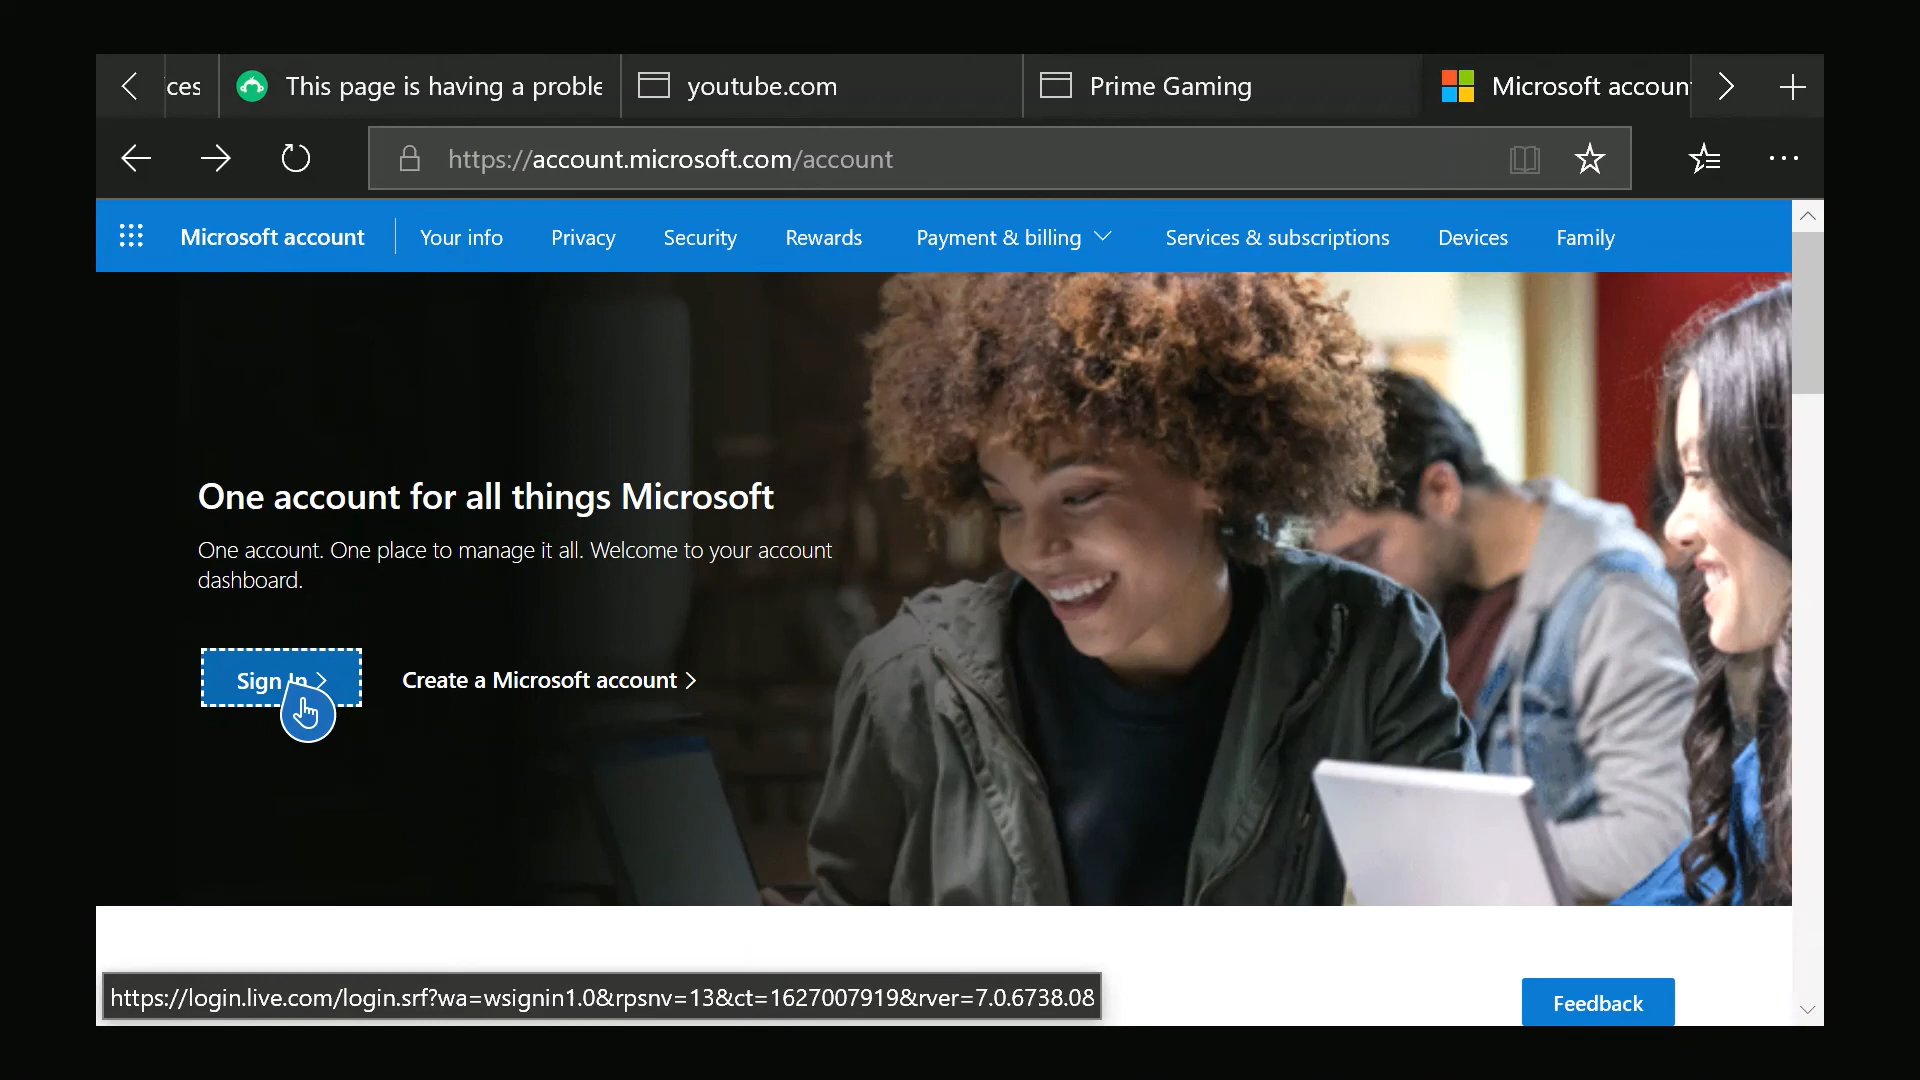 ces
This page is having a proble
youtube.com
Prime Gaming
Microsoft accoun
https://account.microsoft.com/account
Microsoft account
Your info
Privacy
Security
Rewards
Payment & billing
Services & subscriptions
Devices
Family
One account for all things Microsoft
One account. One place to manage it all. Welcome to your account
dashboard.
Sign In
Create a Microsoft account
https://login.live.com/login.srf?wa=wsignin1.0&rpsnv=13&ct=1627007919&rver=7.0.6738.08
Feedback